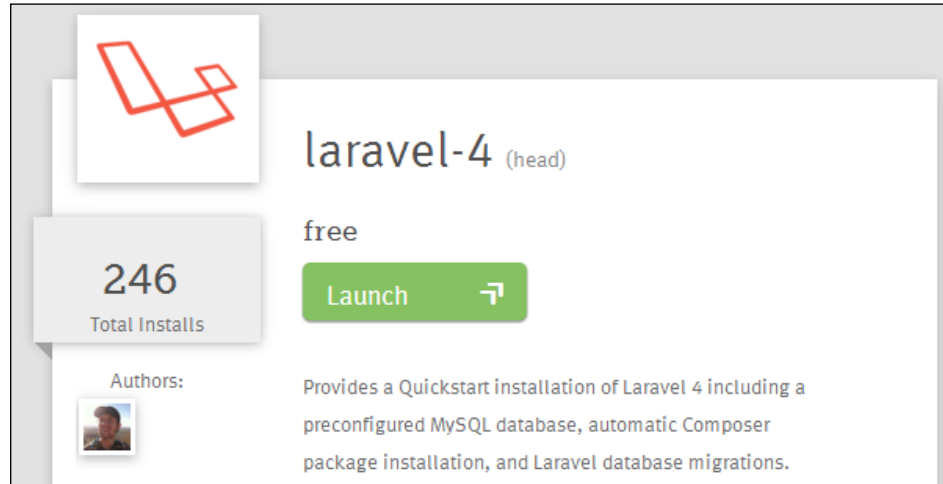 laravel-4 (head)
free
Launch
246
Total Installs
Authors:
Provides a Quickstart installation of Laravel 4 including a
preconfigured MySQL database, automatic Composer
package installation, and Laravel database migrations.